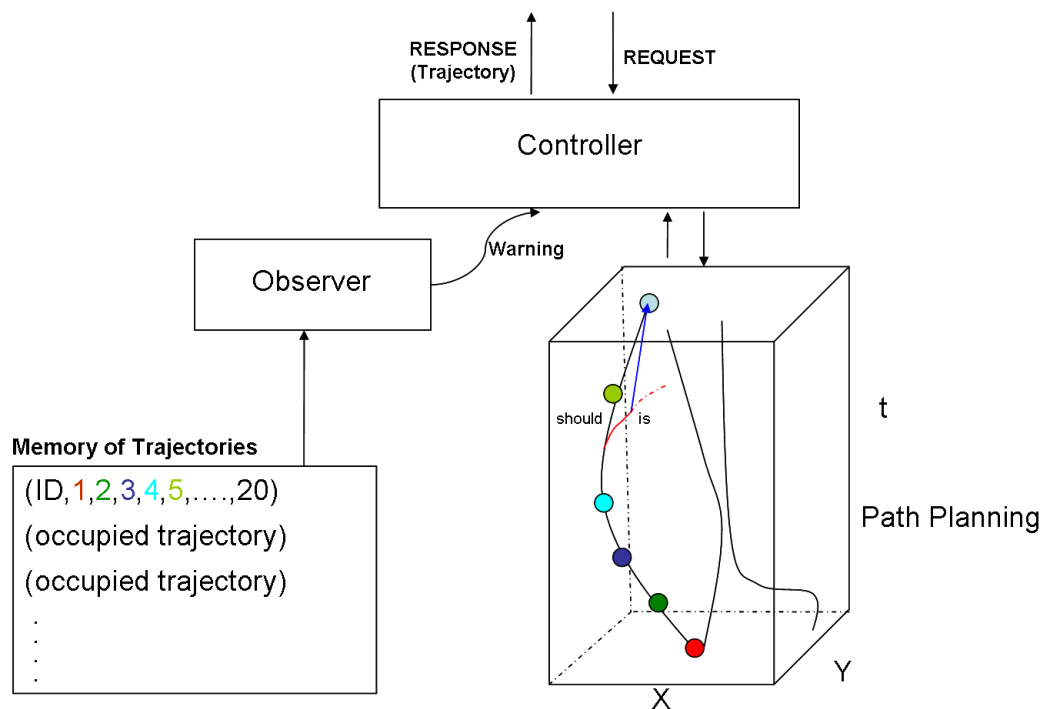 RESPONSE
(Trajectory)
REQUEST
Controller
Warning
Observer
Memory of Trajectories
(ID,1,2,3,4,5,....,20)
(occupied trajectory)
(occupied trajectory)
.
.
.
.
should
is
t
Path Planning
Y
X